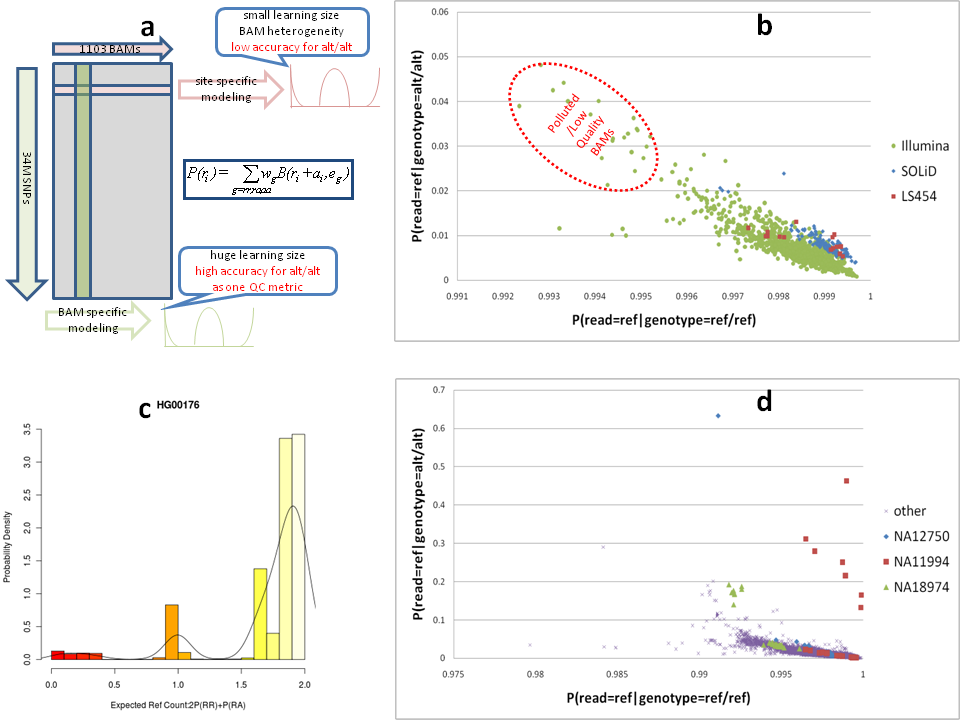 a
small learning size
BAM heterogeneity
low accuracy for alt/alt
1103 BAMs
site specific
modeling
34M SNPs
P(ri) = ∑ wgB(ri+ai,eg)
g=rr,ra,aa
huge learning size
high accuracy for alt/alt
as one QC metric
BAM specific
modeling
b
P(read=ref|genotype=alt/alt)
0.06
0.05
0.04
0.03
0.02
0.01
0
0.991
0.992
0.993
0.994
0.995
0.996
0.997
0.998
0.999
1
P(read=ref|genotype=ref/ref)
Polluted
/Low
Quality
BAMs
Illumina
SOLiD
LS454
c
HG00176
Probability Density
3.5
3.0
2.5
2.0
1.5
1.0
0.5
0.0
0.0
0.5
1.0
1.5
2.0
Expected Ref Count:2P(RR)+P(RA)
d
P(read=ref|genotype=alt/alt)
0.7
0.6
0.5
0.4
0.3
0.2
0.1
0
0.975
0.98
0.985
0.99
0.995
1
P(read=ref|genotype=ref/ref)
other
NA12750
NA11994
NA18974